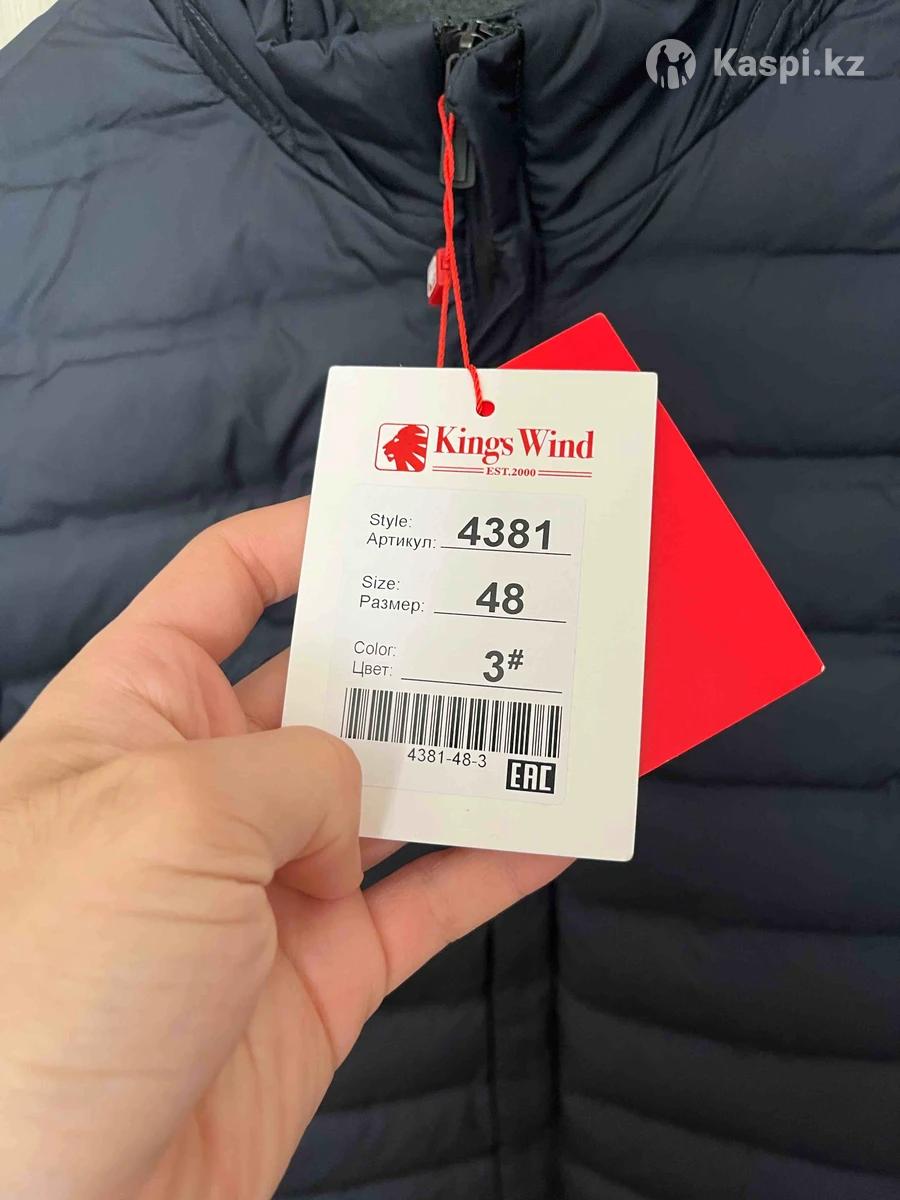 Kaspi.kz
Kings Wind
EST.2000
Style:
Артикул: 4381
Size:
Размер: 48
Color:
Цвет: 3#
4381-48-3
EAC